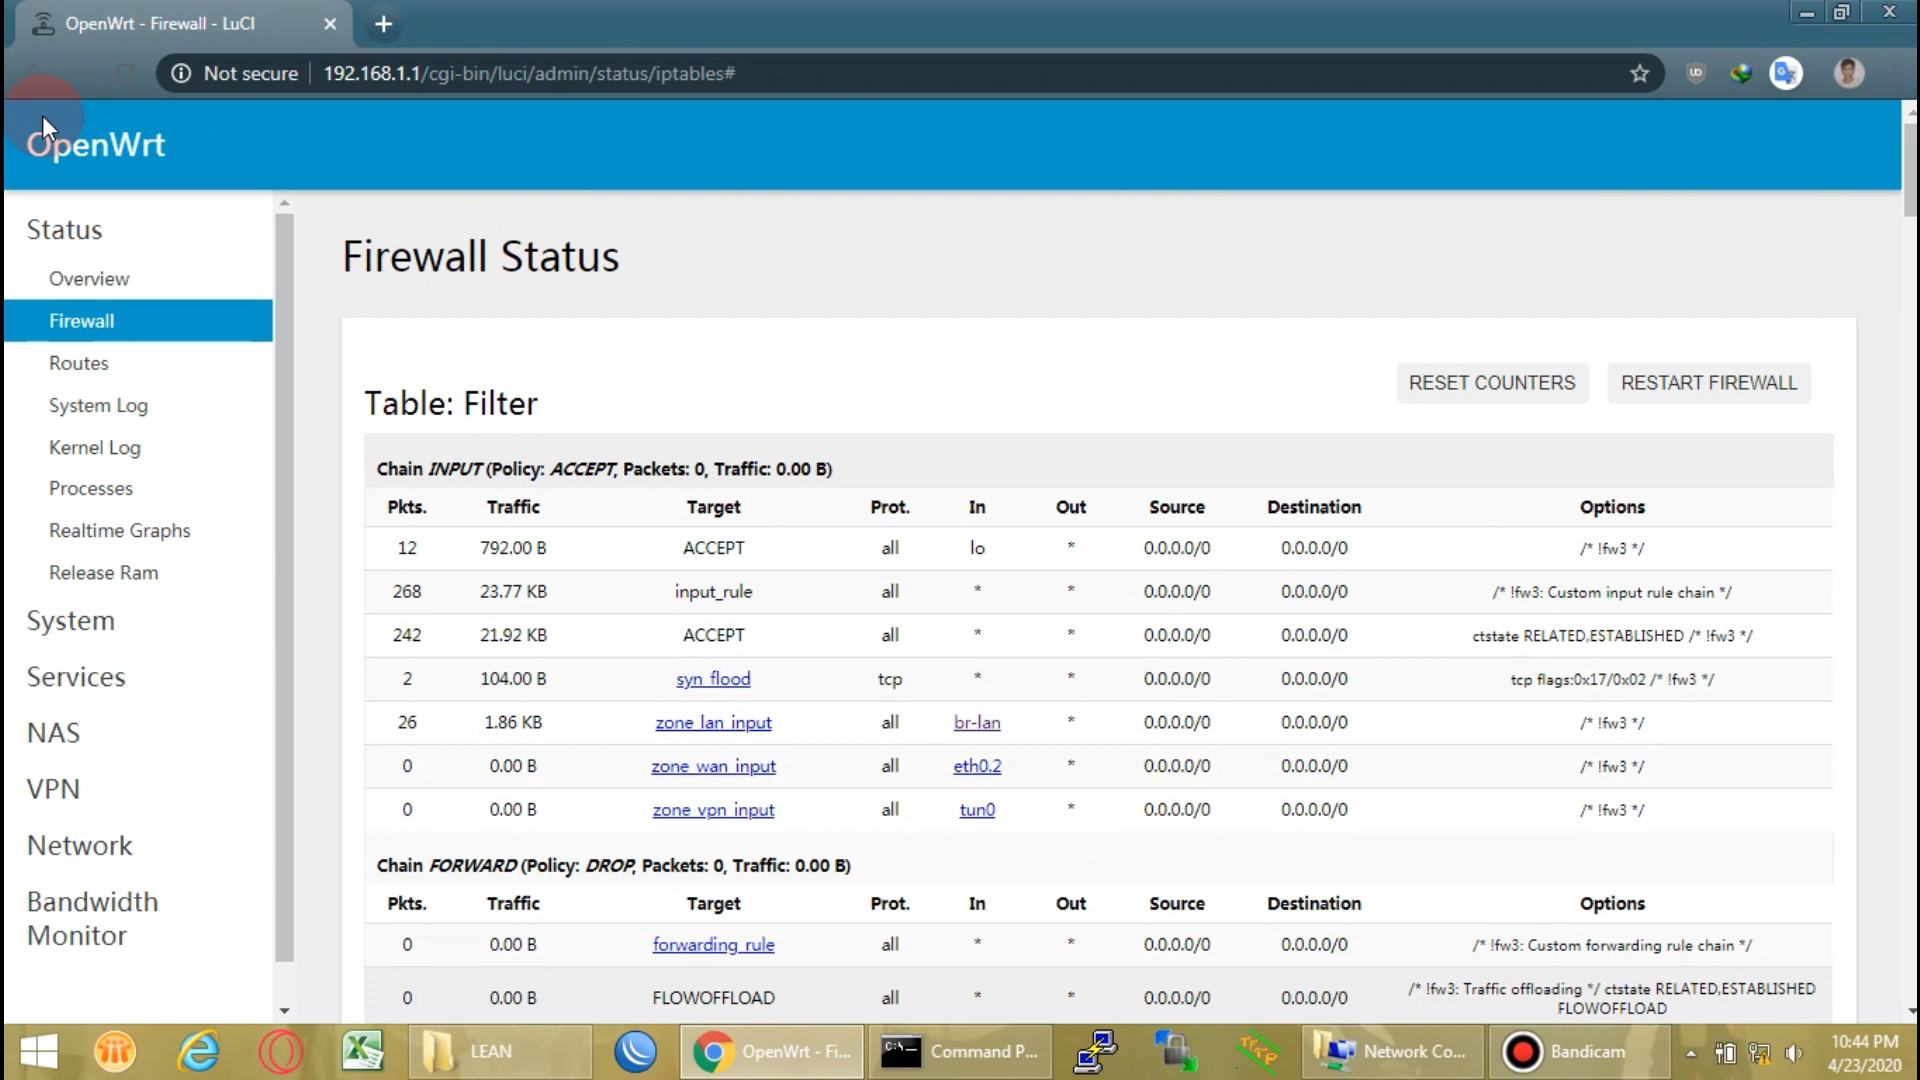 OpenWrt - Firewall - LuCI
Not secure 192.168.1.1/cgi-bin/luci/admin/status/iptables#
OpenWrt
Status
Overview
Firewall
Routes
System Log
Kernel Log
Processes
Realtime Graphs
Release Ram
System
Services
NAS
VPN
Network
Bandwidth
Monitor
Firewall Status
RESET COUNTERS RESTART FIREWALL
Table: Filter
Chain INPUT (Policy: ACCEPT, Packets: 0, Traffic: 0.00 B)
Pkts. Traffic Target Prot. In Out Source Destination Options
12 792.00 B ACCEPT all lo * 0.0.0.0/0 0.0.0.0/0 /* !fw3 */
268 23.77 KB input_rule all * * 0.0.0.0/0 0.0.0.0/0 /* !fw3: Custom input rule chain */
242 21.92 KB ACCEPT all * * 0.0.0.0/0 0.0.0.0/0 ctstate RELATED,ESTABLISHED /* !fw3 */
2 104.00 B syn_flood tcp * * 0.0.0.0/0 0.0.0.0/0 tcp flags:0x17/0x02 /* !fw3 */
26 1.86 KB zone_lan_input all br-lan * 0.0.0.0/0 0.0.0.0/0 /* !fw3 */
0 0.00 B zone_wan_input all eth0.2 * 0.0.0.0/0 0.0.0.0/0 /* !fw3 */
0 0.00 B zone_vpn_input all tun0 * 0.0.0.0/0 0.0.0.0/0 /* !fw3 */
Chain FORWARD (Policy: DROP, Packets: 0, Traffic: 0.00 B)
Pkts. Traffic Target Prot. In Out Source Destination Options
0 0.00 B forwarding_rule all * * 0.0.0.0/0 0.0.0.0/0 /* !fw3: Custom forwarding rule chain */
0 0.00 B FLOWOFFLOAD all * * 0.0.0.0/0 0.0.0.0/0 /* !fw3: Traffic offloading */ ctstate RELATED,ESTABLISHED
FLOWOFFLOAD
LEAN OpenWrt - Fi... Command P... Network Co... Bandicam
10:44 PM
4/23/2020